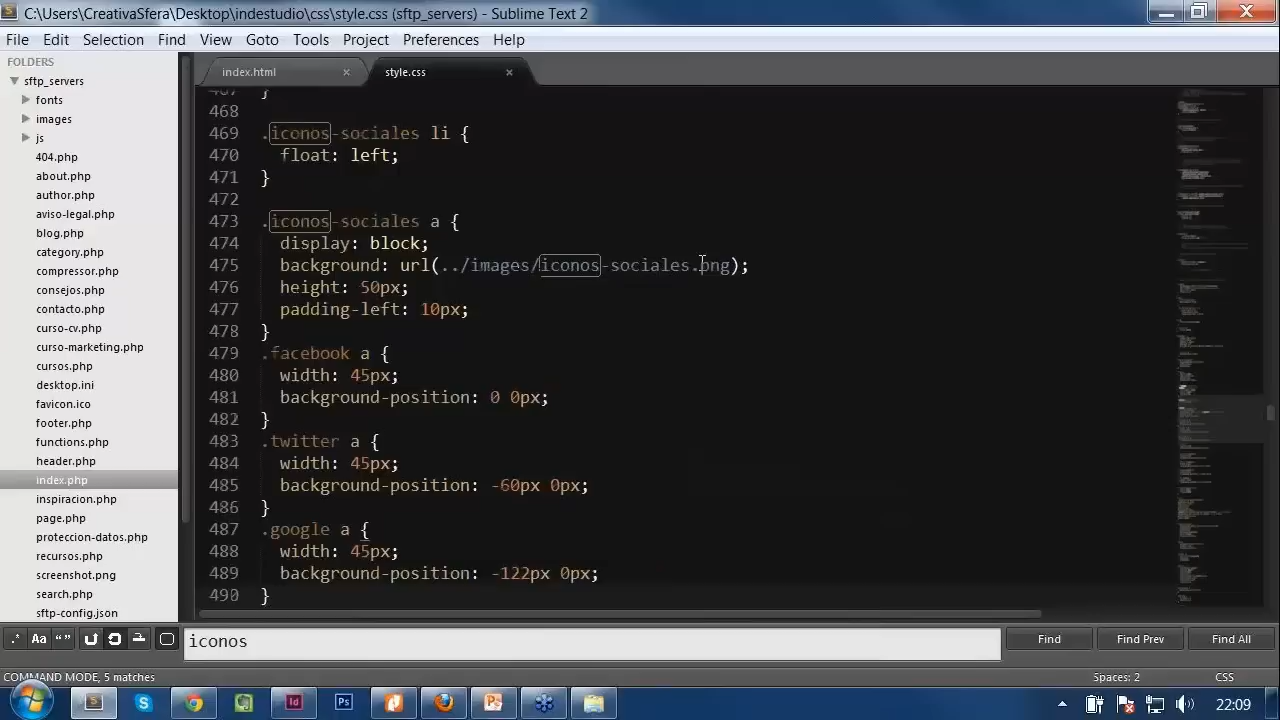 C:\Users\CreativaSfera\Desktop\indestudio\css\style.css (sftp_servers) - Sublime Text 2
File Edit Selection Find View Goto Tools Project Preferences Help
FOLDERS
sftp_servers
fonts
images
js
404.php
about.php
author.php
aviso-legal.php
blog.php
category.php
compresor.php
consejos.php
contacto.php
curso-cv.php
curso-marketing.php
cursos.php
desktop.ini
favicon.ico
footer.php
functions.php
header.php
index.php
inspiracion.php
page.php
proteccion-datos.php
recursos.php
screenshot.png
search.php
sftp-config.json
index.html × style.css ×
467 }
468
469 .iconos-sociales li {
470 float: left;
471 }
472
473 .iconos-sociales a {
474 display: block;
475 background: url(../images/iconos-sociales.png);
476 height: 50px;
477 padding-left: 10px;
478 }
479 .facebook a {
480 width: 45px;
481 background-position: 0 0px;
482 }
483 .twitter a {
484 width: 45px;
485 background-position: -50px 0px;
486 }
487 .google a {
488 width: 45px;
489 background-position: -122px 0px;
490 }
.* Aa “ ”
iconos
Find Find Prev Find All
COMMAND MODE, 5 matches Spaces: 2 CSS
22:09